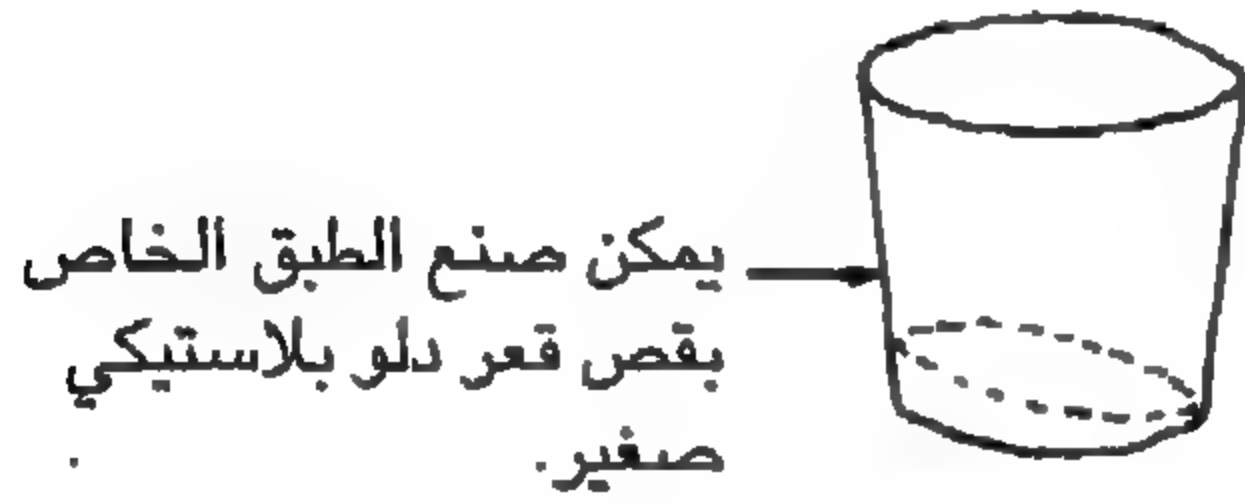 يمكن صنع الطبق الخاص
بقص قعر دلو بلاستيكي
صغير.